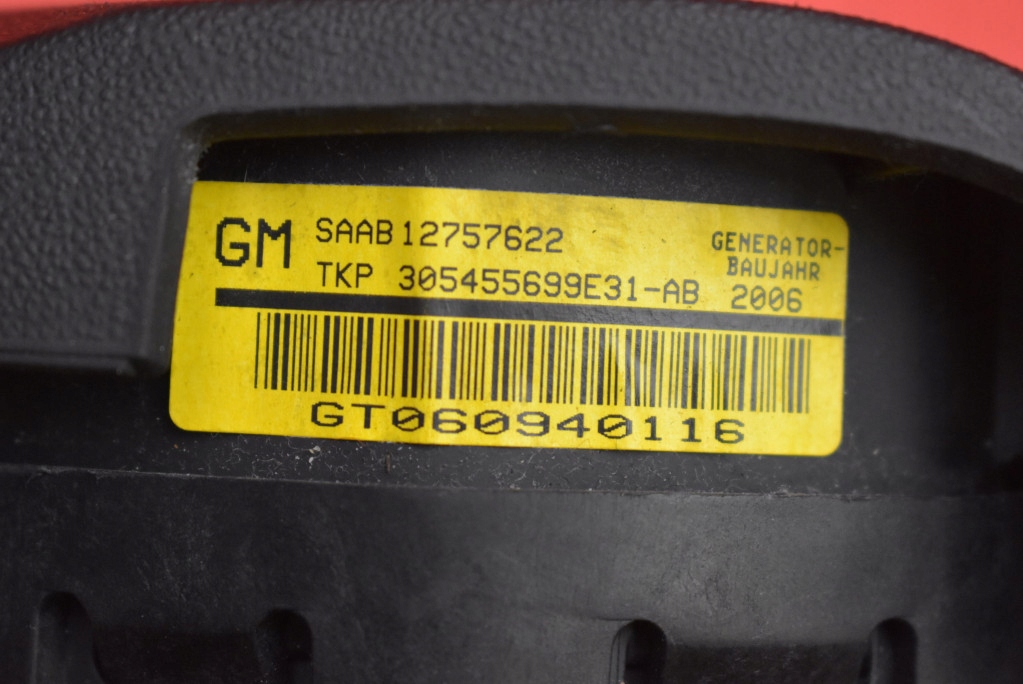 GM
SAAB 12757622
TKP 305455699E31-AB
GENERATOR-
BAUJAHR
2006
GT060940116